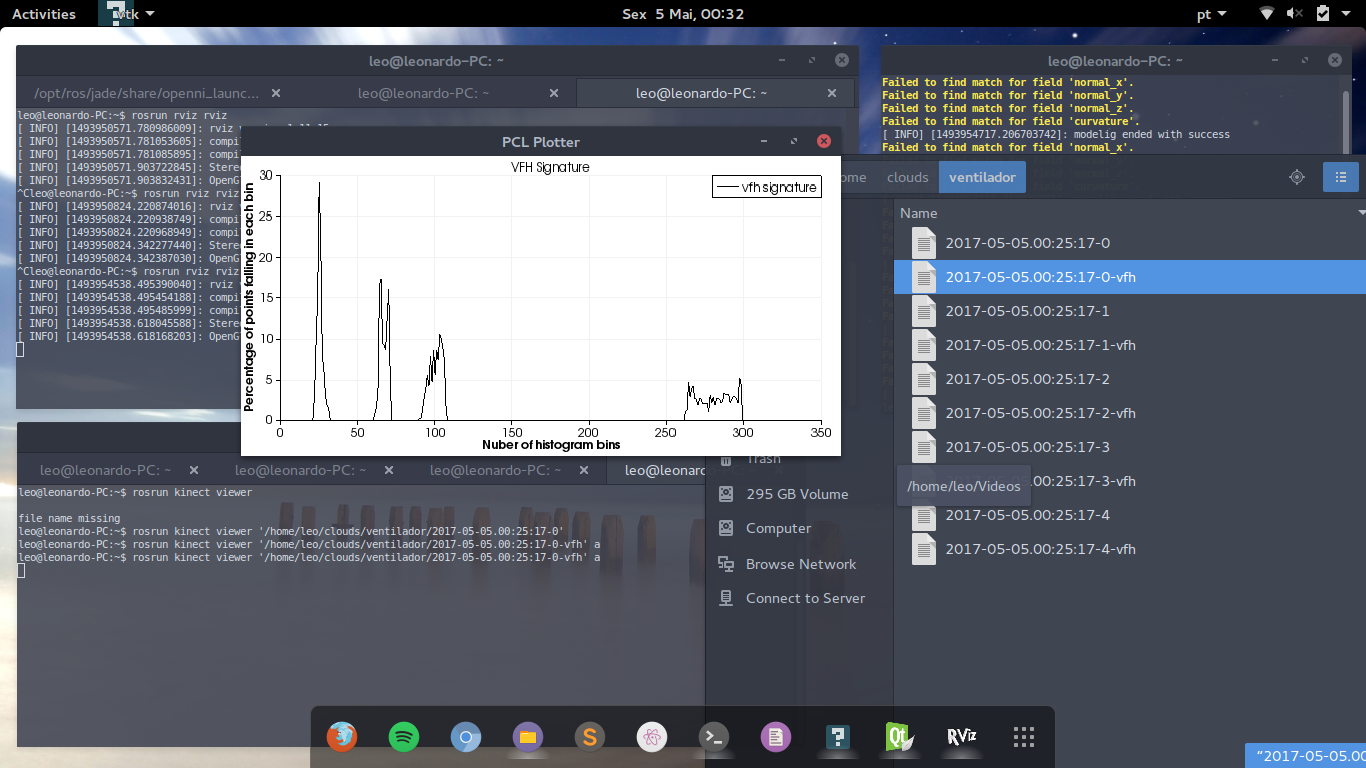 Activities
vtk
Sex 5 Mai, 00:32
pt
leo@leonardo-PC: ~
/opt/ros/jade/share/openni_launc...
leo@leonardo-PC: ~
leo@leonardo-PC: ~
leo@leonardo-PC:~$ rosrun rviz rviz
[ INFO] [1493950571.780986009]: rviz
[ INFO] [1493950571.781053605]: compi
[ INFO] [1493950571.781085895]: compi
[ INFO] [1493950571.903722845]: Stere
[ INFO] [1493950571.903832431]: OpenG
^Cleo@leonardo-PC:~$ rosrun rviz rviz
[ INFO] [1493950824.220874016]: rviz
[ INFO] [1493950824.220938749]: compi
[ INFO] [1493950824.220968949]: compi
[ INFO] [1493950824.342277440]: Stere
[ INFO] [1493950824.342387030]: OpenG
^Cleo@leonardo-PC:~$ rosrun rviz rviz
[ INFO] [1493954538.495390040]: rviz
[ INFO] [1493954538.495454188]: compi
[ INFO] [1493954538.495485999]: compi
[ INFO] [1493954538.618045588]: Stere
[ INFO] [1493954538.618168203]: OpenG
leo@leonardo-PC: ~
Failed to find match for field 'normal_x'.
Failed to find match for field 'normal_y'.
Failed to find match for field 'normal_z'.
Failed to find match for field 'curvature'.
[ INFO] [1493954717.206703742]: modelig ended with success
Failed to find match for field 'normal_x'.
PCL Plotter
VFH Signature
vfh signature
Percentage of points falling in each bin
30
25
20
15
10
5
0
0 50 100 150 200 250 300 350
Nuber of histogram bins
ome
clouds
ventilador
Name
2017-05-05.00:25:17-0
2017-05-05.00:25:17-0-vfh
2017-05-05.00:25:17-1
2017-05-05.00:25:17-1-vfh
2017-05-05.00:25:17-2
2017-05-05.00:25:17-2-vfh
2017-05-05.00:25:17-3
.00:25:17-3-vfh
2017-05-05.00:25:17-4
2017-05-05.00:25:17-4-vfh
/home/leo/Videos
Trash
295 GB Volume
Computer
Browse Network
Connect to Server
leo@leonardo-PC: ~
leo@leonardo-PC: ~
leo@leonardo-PC: ~
leo@leonardo
leo@leonardo-PC:~$ rosrun kinect viewer
file name missing
leo@leonardo-PC:~$ rosrun kinect viewer '/home/leo/clouds/ventilador/2017-05-05.00:25:17-0'
leo@leonardo-PC:~$ rosrun kinect viewer '/home/leo/clouds/ventilador/2017-05-05.00:25:17-0-vfh' a
leo@leonardo-PC:~$ rosrun kinect viewer '/home/leo/clouds/ventilador/2017-05-05.00:25:17-0-vfh' a
S
?
Qt
RViz
"2017-05-05.00